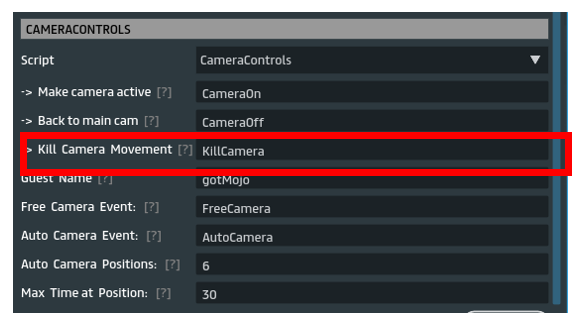 CAMERACONTROLS
Script CameraControls
-> Make camera active [?] CameraOn
-> Back to main cam [?] CameraOff
> Kill Camera Movement [?] KillCamera
Guest Name [?] gotMojo
Free Camera Event: [?] FreeCamera
Auto Camera Event: [?] AutoCamera
Auto Camera Positions: [?] 6
Max Time at Position: [?] 30